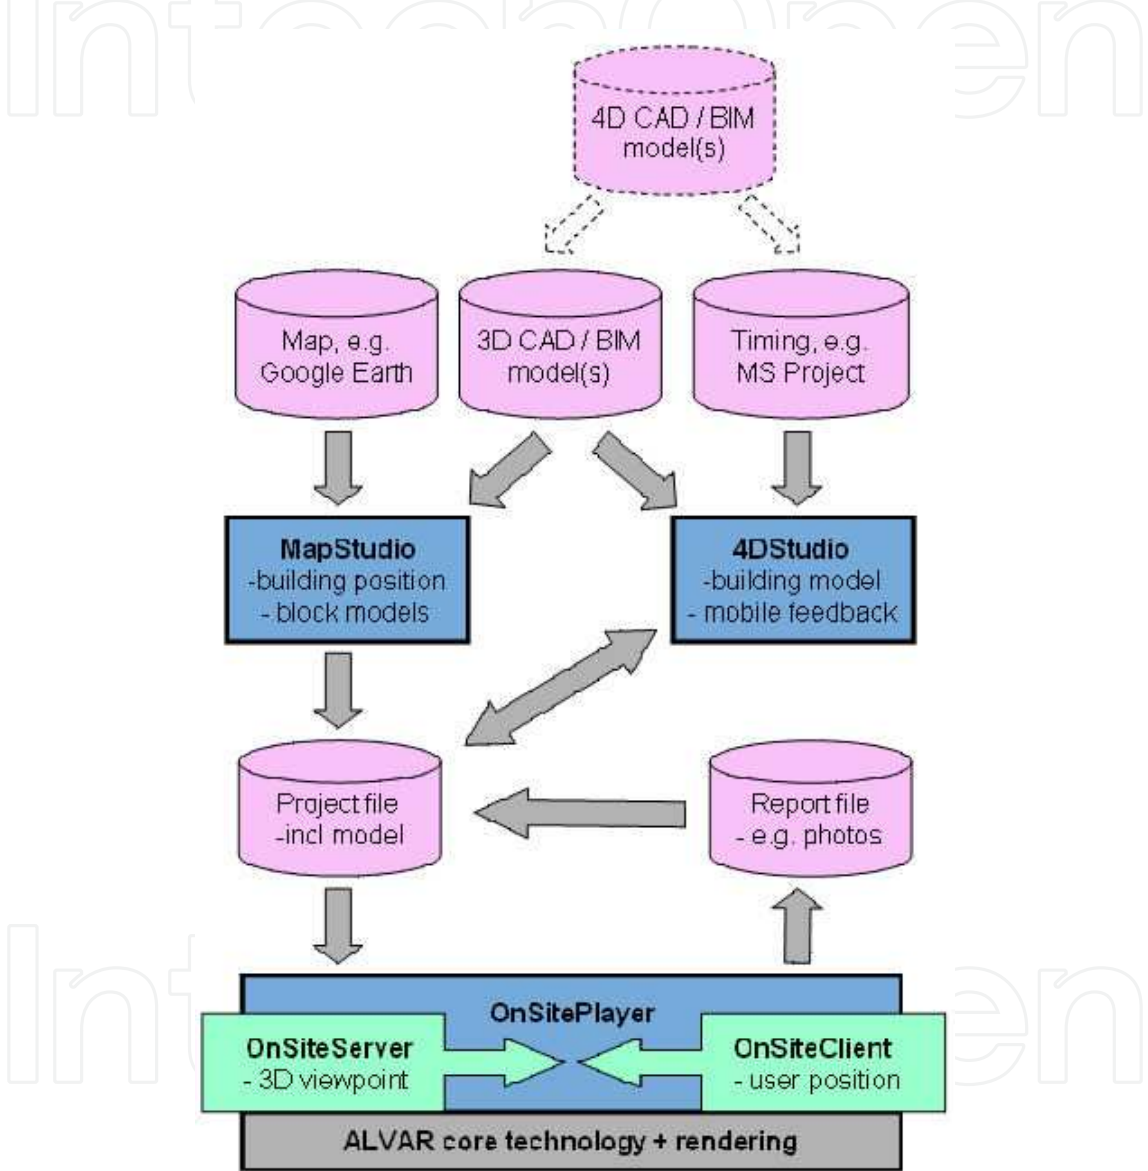 IntechOpen
4D CAD / BIM
model(s)
Map, e.g.
Google Earth
3D CAD / BIM
model(s)
Timing, e.g.
MS Project
MapStudio
-building position
- block models
4DStudio
-building model
- mobile feedback
Project file
-incl model
Report file
- e.g. photos
OnSitePlayer
OnSiteServer
- 3D viewpoint
OnSiteClient
- user position
ALVAR core technology + rendering